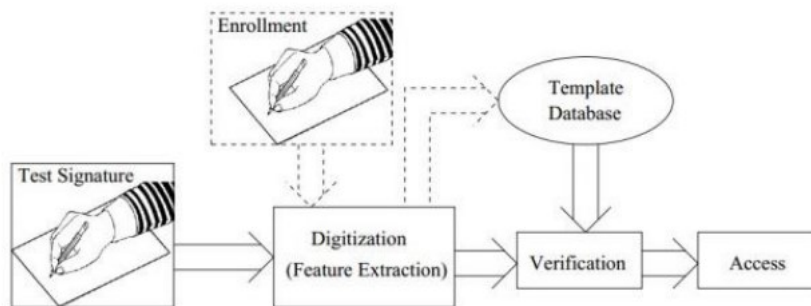 Enrollment
Template
Database
Test Signature
Digitization
(Feature Extraction)
Verification
Access